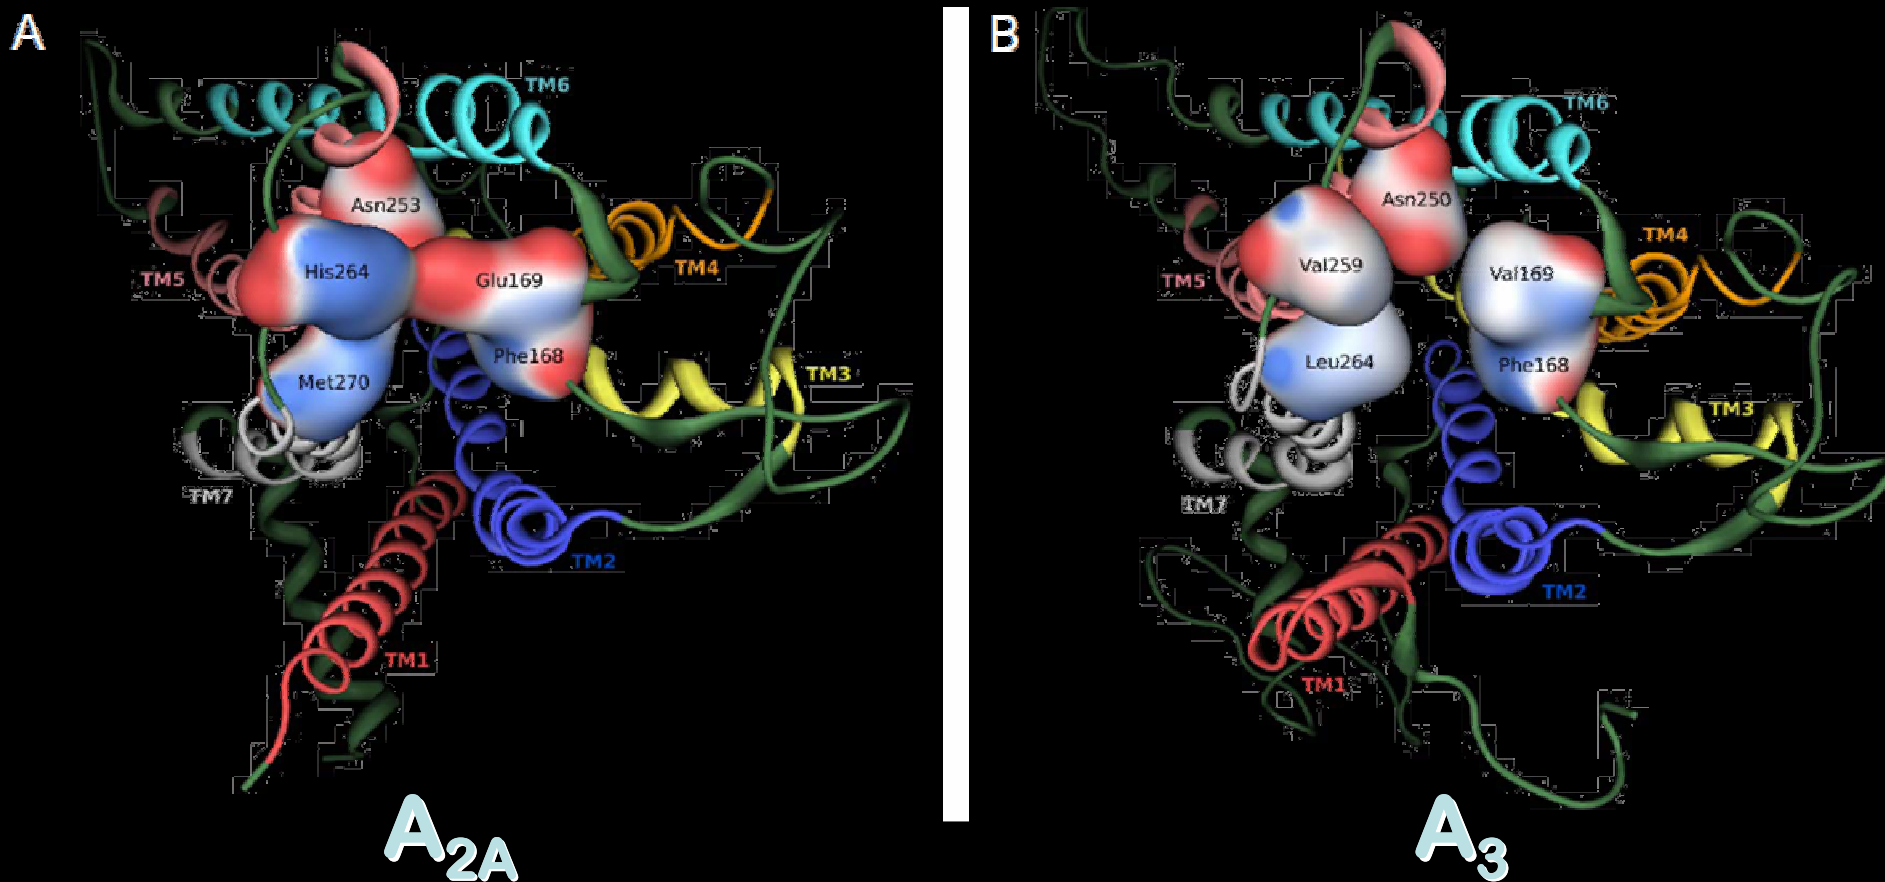 A
TM6
Asn253
His264
Glu169
TM5
TM4
Phe168
Met270
TM3
TM7
TM2
TM1
A2A
B
TM6
Asn250
Val259
Val169
TM4
TM5
Leu264
Phe168
TM3
TM7
TM2
TM1
A3